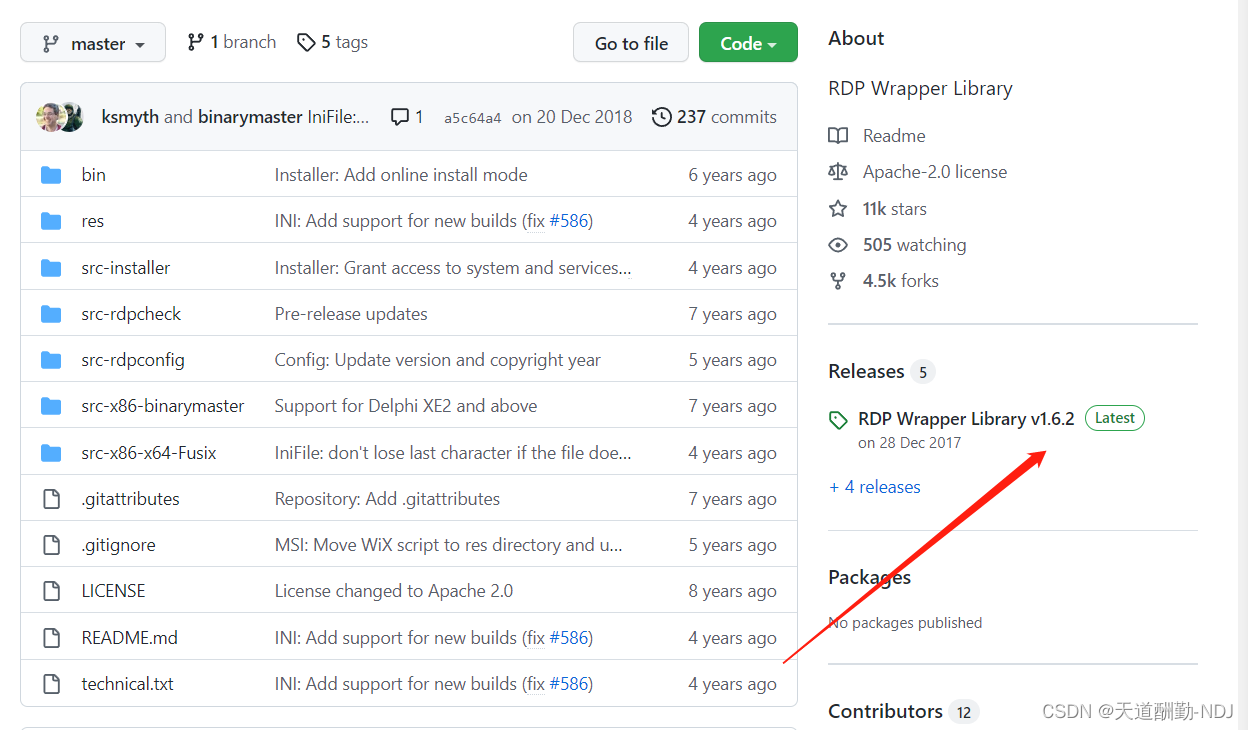 master
1 branch
5 tags
Go to file
Code
ksmyth and binarymaster IniFile:... 1 a5c64a4 on 20 Dec 2018 237 commits
bin Installer: Add online install mode 6 years ago
res INI: Add support for new builds (fix #586) 4 years ago
src-installer Installer: Grant access to system and services... 4 years ago
src-rdpcheck Pre-release updates 7 years ago
src-rdpconfig Config: Update version and copyright year 5 years ago
src-x86-binarymaster Support for Delphi XE2 and above 7 years ago
src-x86-x64-Fusix IniFile: don't lose last character if the file doe... 4 years ago
.gitattributes Repository: Add .gitattributes 7 years ago
.gitignore MSI: Move WiX script to res directory and u... 5 years ago
LICENSE License changed to Apache 2.0 8 years ago
README.md INI: Add support for new builds (fix #586) 4 years ago
technical.txt INI: Add support for new builds (fix #586) 4 years ago
About
RDP Wrapper Library
Readme
Apache-2.0 license
11k stars
505 watching
4.5k forks
Releases 5
RDP Wrapper Library v1.6.2 Latest
on 28 Dec 2017
+ 4 releases
Packages
No packages published
Contributors 12
CSDN @天道酬勤-NDJ